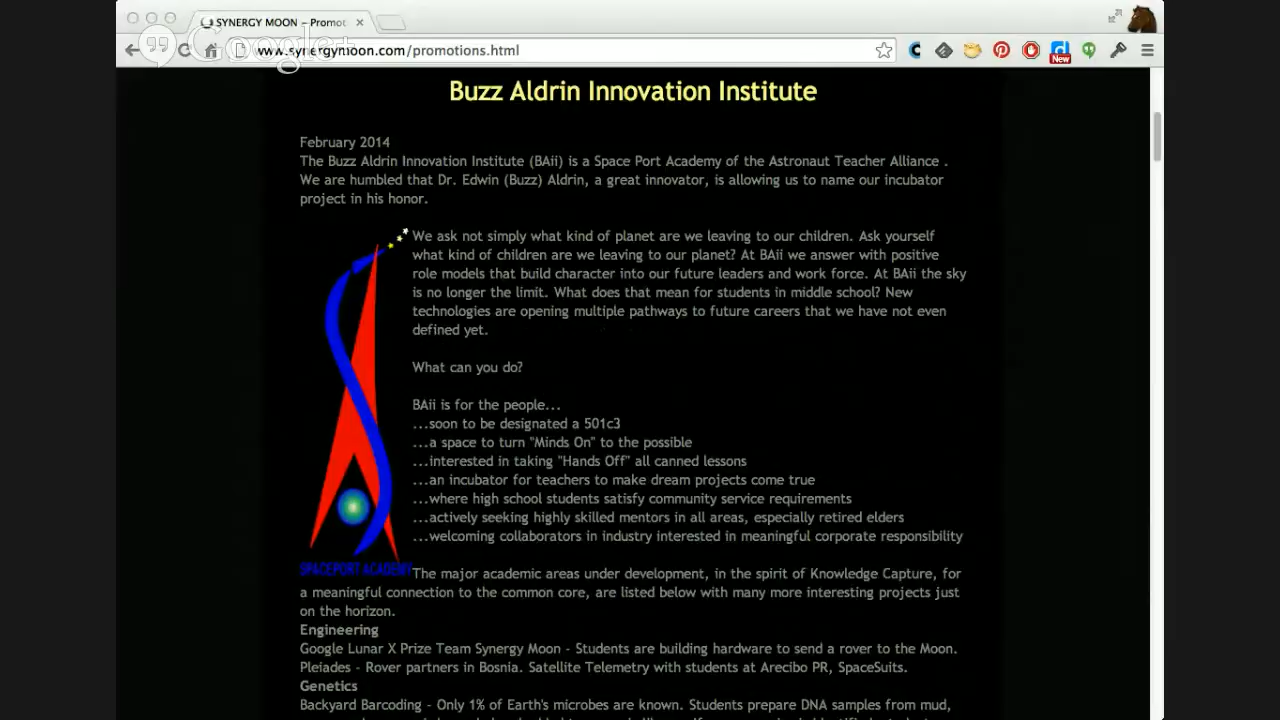 SYNERGY MOON – Promot
Google+
www.synergymoon.com/promotions.html
New
Buzz Aldrin Innovation Institute
February 2014
The Buzz Aldrin Innovation Institute (BAii) is a Space Port Academy of the Astronaut Teacher Alliance .
We are humbled that Dr. Edwin (Buzz) Aldrin, a great innovator, is allowing us to name our incubator
project in his honor.
We ask not simply what kind of planet are we leaving to our children. Ask yourself
what kind of children are we leaving to our planet? At BAii we answer with positive
role models that build character into our future leaders and work force. At BAii the sky
is no longer the limit. What does that mean for students in middle school? New
technologies are opening multiple pathways to future careers that we have not even
defined yet.
What can you do?
BAii is for the people...
...soon to be designated a 501c3
...a space to turn "Minds On" to the possible
...interested in taking "Hands Off" all canned lessons
...an incubator for teachers to make dream projects come true
...where high school students satisfy community service requirements
...actively seeking highly skilled mentors in all areas, especially retired elders
...welcoming collaborators in industry interested in meaningful corporate responsibility
SPACEPORT ACADEMY
The major academic areas under development, in the spirit of Knowledge Capture, for
a meaningful connection to the common core, are listed below with many more interesting projects just
on the horizon.
Engineering
Google Lunar X Prize Team Synergy Moon - Students are building hardware to send a rover to the Moon.
Pleiades - Rover partners in Bosnia. Satellite Telemetry with students at Arecibo PR, SpaceSuits.
Genetics
Backyard Barcoding - Only 1% of Earth's microbes are known. Students prepare DNA samples from mud,